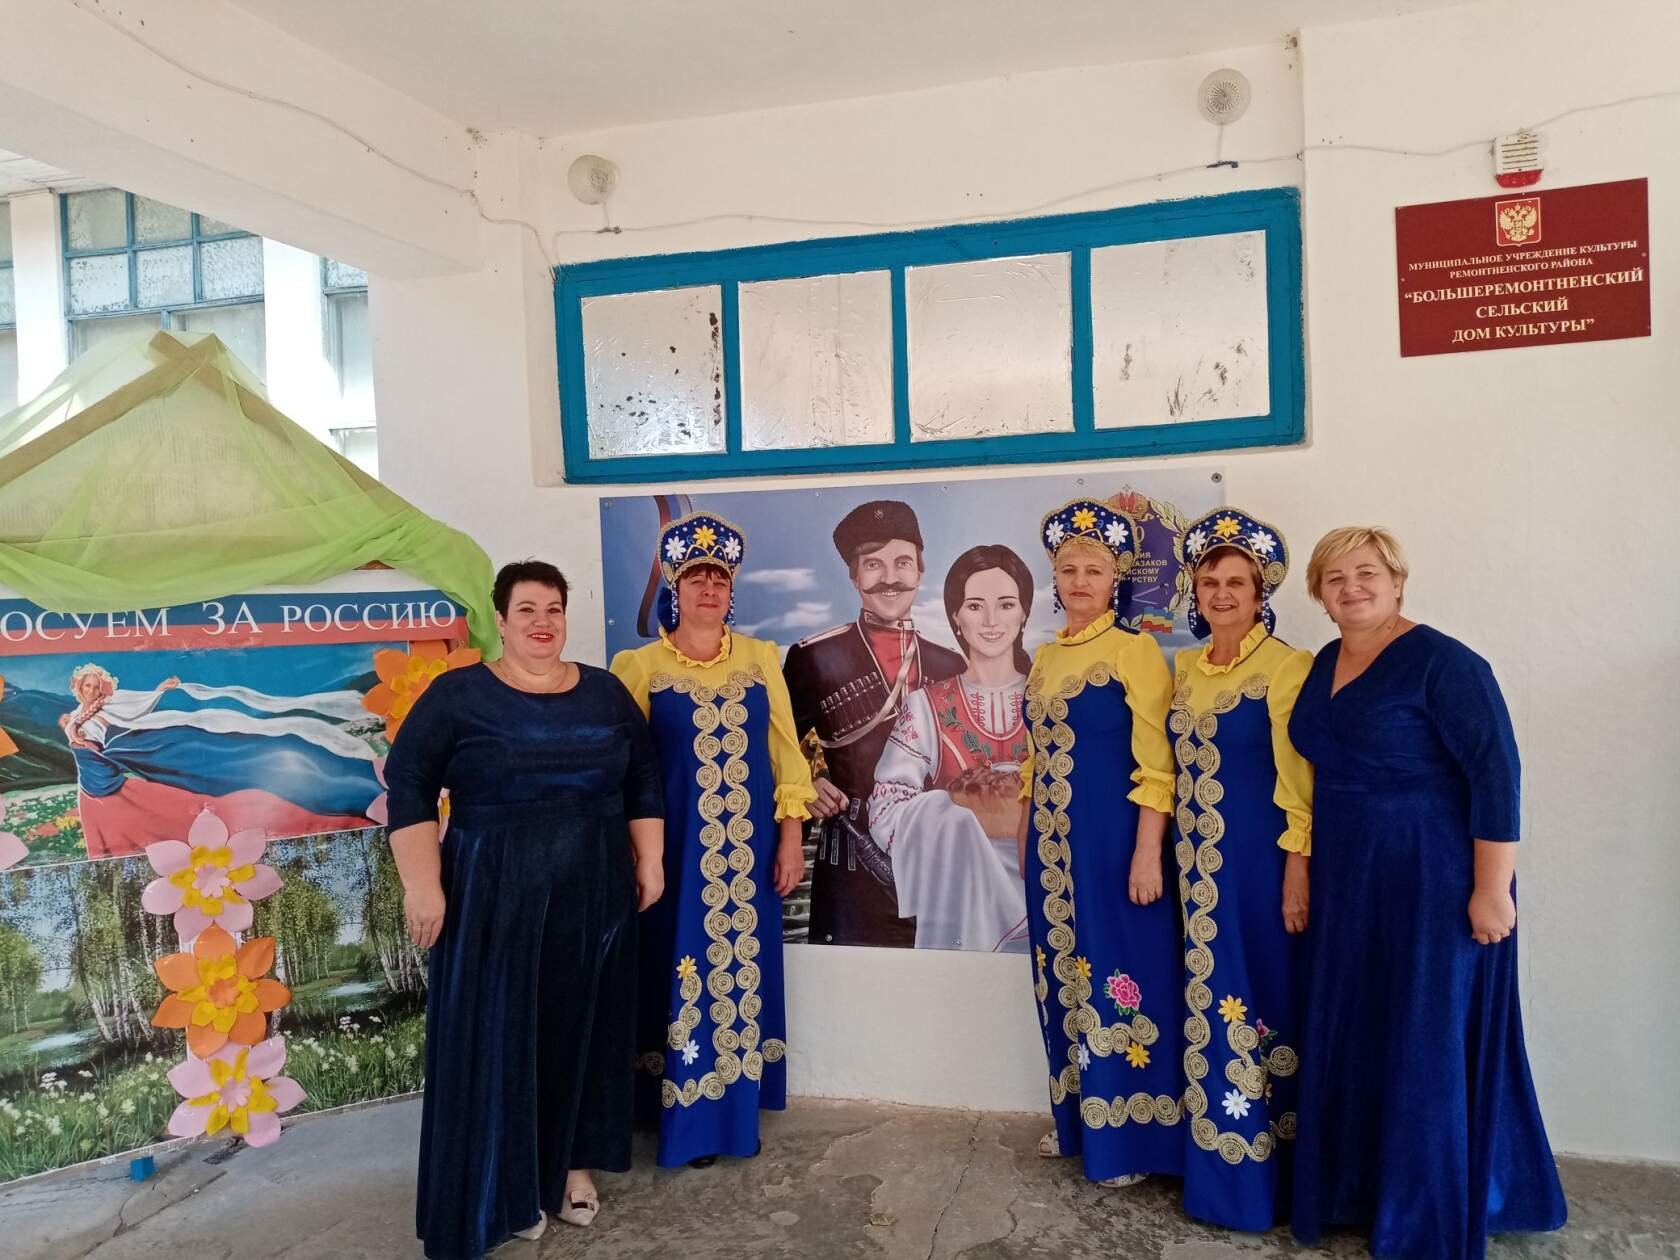 МУНИЦИПАЛЬНОЕ УЧРЕЖДЕНИЕ КУЛЬТУРЫ
РЕМОНТНЕНСКОГО РАЙОНА
“БОЛЬШЕРЕМОНТНЕНСКИЙ
СЕЛЬСКИЙ
ДОМ КУЛЬТУРЫ”
ОСУЕМ ЗА РОССИЮ